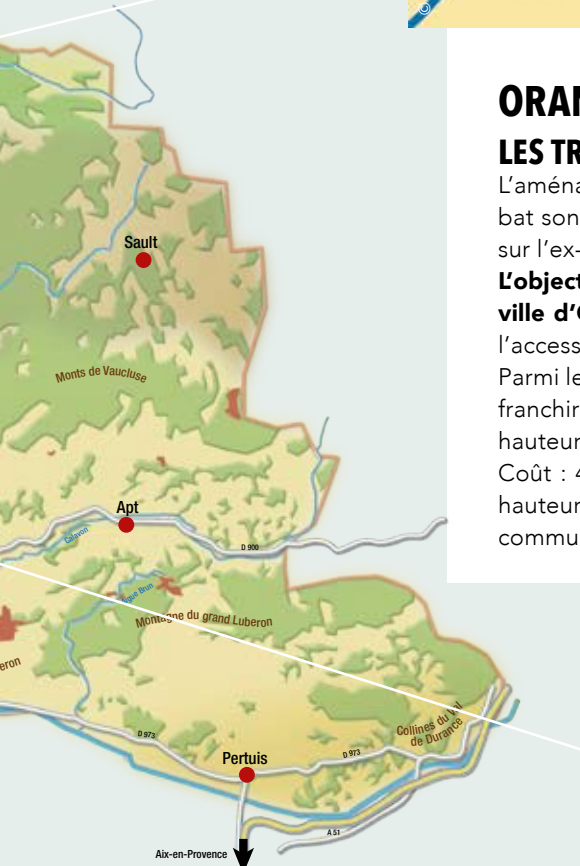 Sault
Monts de Vaucluse
Apt
Calavon
D 900
Aigue Brun
Montagne du grand Luberon
eron
D 973
Pertuis
D 973
Collines du Val
de Durance
A 51
Aix-en-Provence
ORAN
LES TR
L’aména
bat son
sur l’ex-
L’object
ville d’
l’access
Parmi le
franchir
hauteur
Coût : 4
hauteur
commu